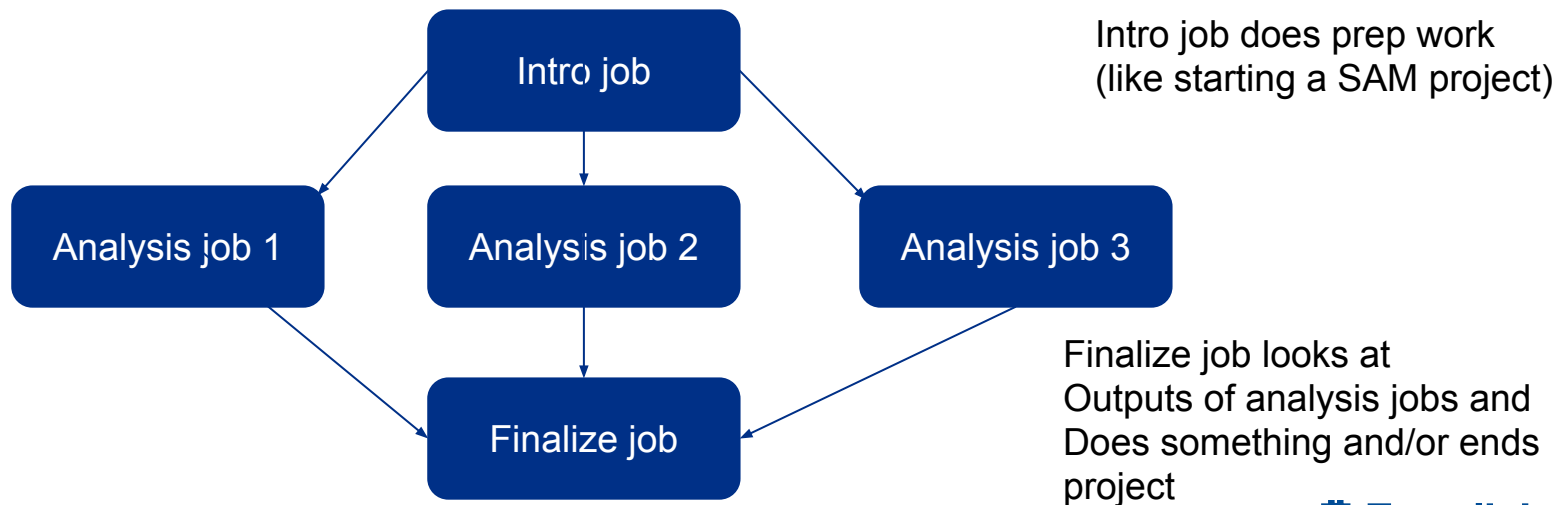 Intro job
Intro job does prep work
(like starting a SAM project)
Analysis job 1
Analysis job 2
Analysis job 3
Finalize job looks at
Outputs of analysis jobs and
Does something and/or ends
project
Finalize job